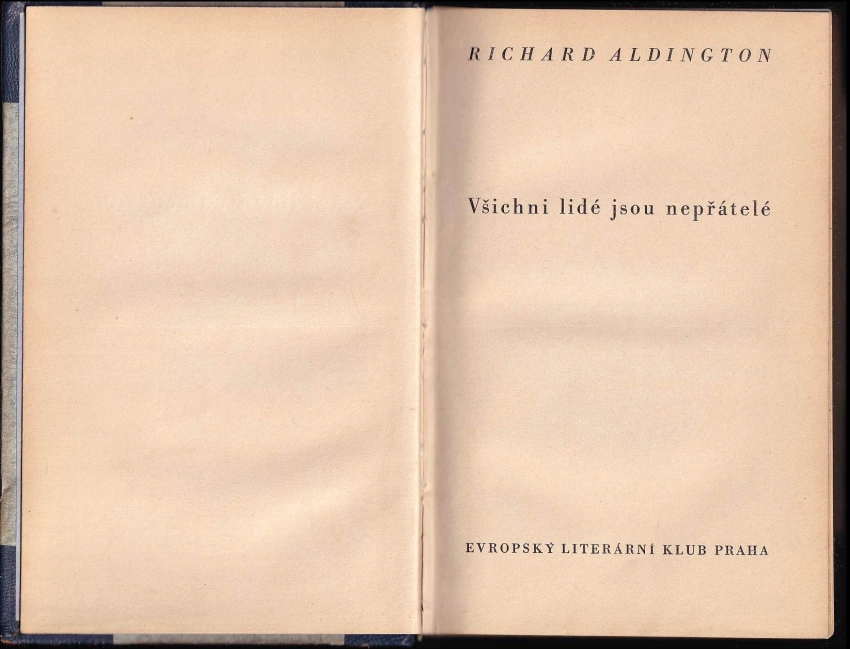 RICHARD ALDINGTON
Všichni lidé jsou nepřátelé
EVROPSKÝ LITERÁRNÍ KLUB PRAHA